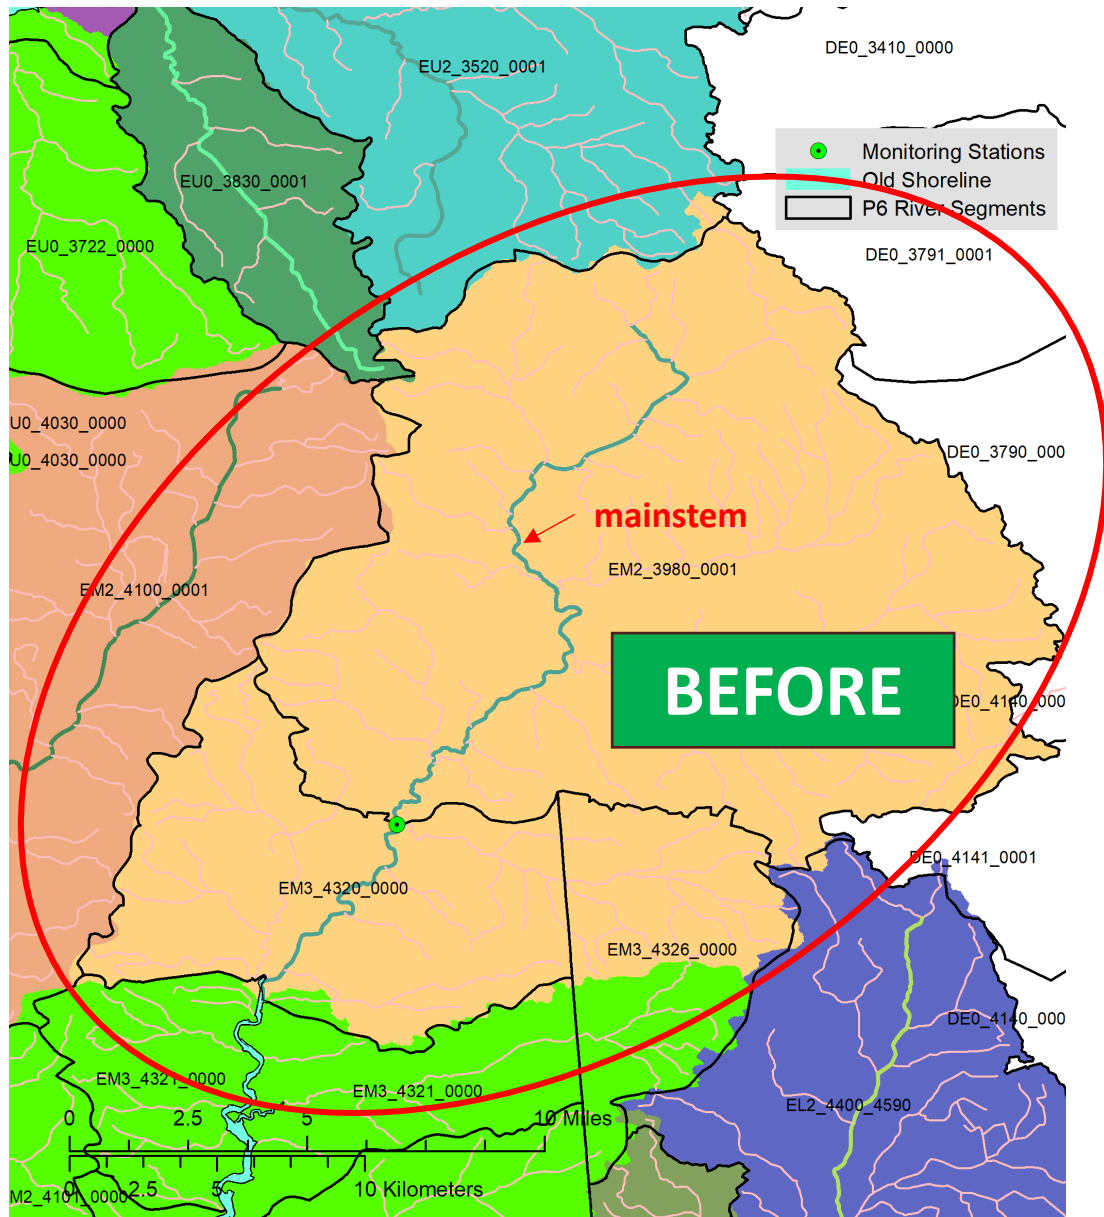 DE0_3410_0000
EU2_3520_0001
Monitoring Stations
Old Shoreline
P6 River Segments
EU0_3830_0001
EU0_3722_0000
DE0_3791_0001
U0_4030_0000
U0_4030_0000
DE0_3790_000
mainstem
EM2_3980_0001
EM2_4100_0001
BEFORE
DE0_4140_000
DE0_4141_0001
EM3_4320_0000
EM3_4326_0000
DE0_4140_000
EM3_4321_0000
EM3_4321_0000
EL2_4400_4590
0 2.5 5 10 Miles
0 2.5 5 10 Kilometers
M2_4101_0000